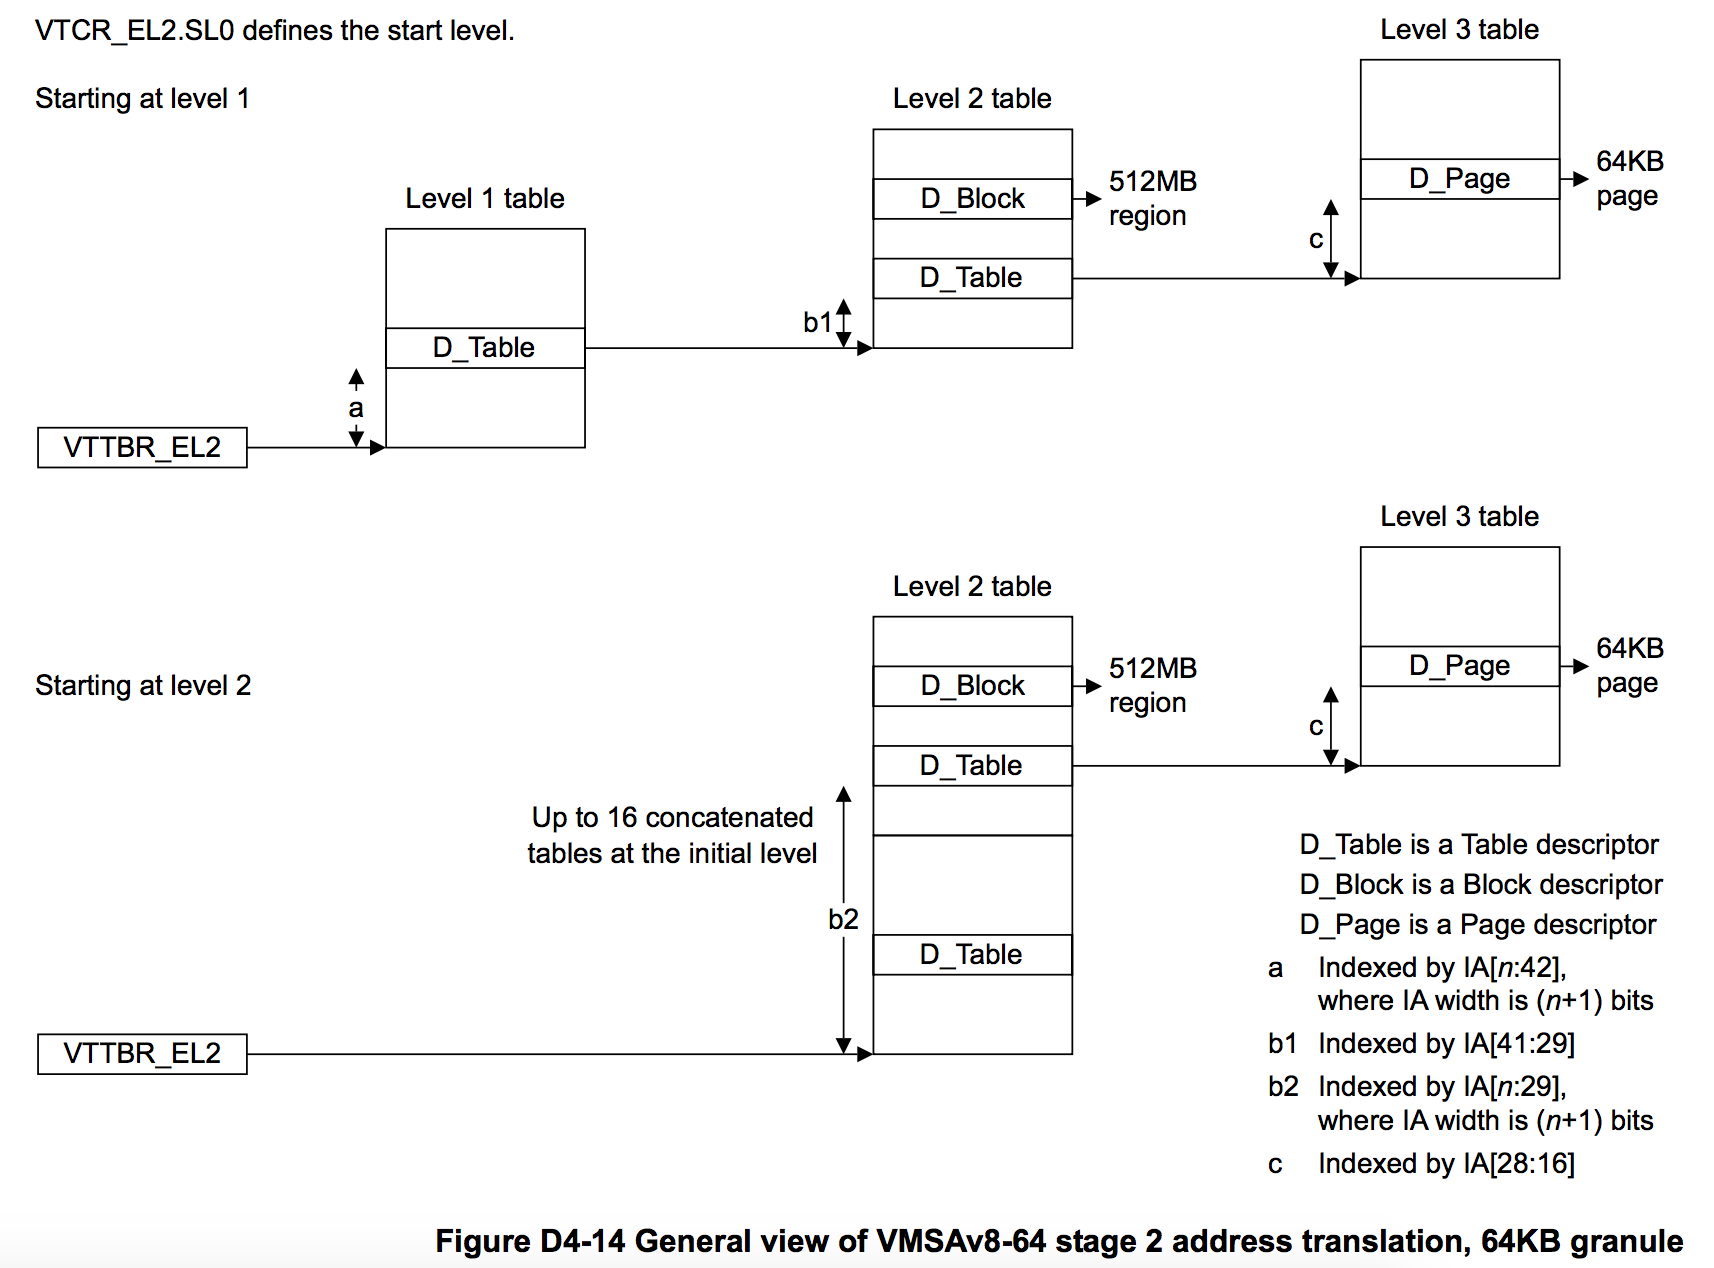 VTCR_EL2.SL0 defines the start level.
Starting at level 1
Level 3 table
Level 2 table
D_Page
64KB
page
D_Block
512MB
region
Level 1 table
c
D_Table
b1
D_Table
a
VTTBR_EL2
Level 3 table
Level 2 table
Starting at level 2
D_Page
64KB
page
D_Block
512MB
region
c
D_Table
Up to 16 concatenated
tables at the initial level
b2
D_Table
VTTBR_EL2
D_Table is a Table descriptor
D_Block is a Block descriptor
D_Page is a Page descriptor
a Indexed by IA[n:42],
where IA width is (n+1) bits
b1 Indexed by IA[41:29]
b2 Indexed by IA[n:29],
where IA width is (n+1) bits
c Indexed by IA[28:16]
Figure D4-14 General view of VMSAv8-64 stage 2 address translation, 64KB granule